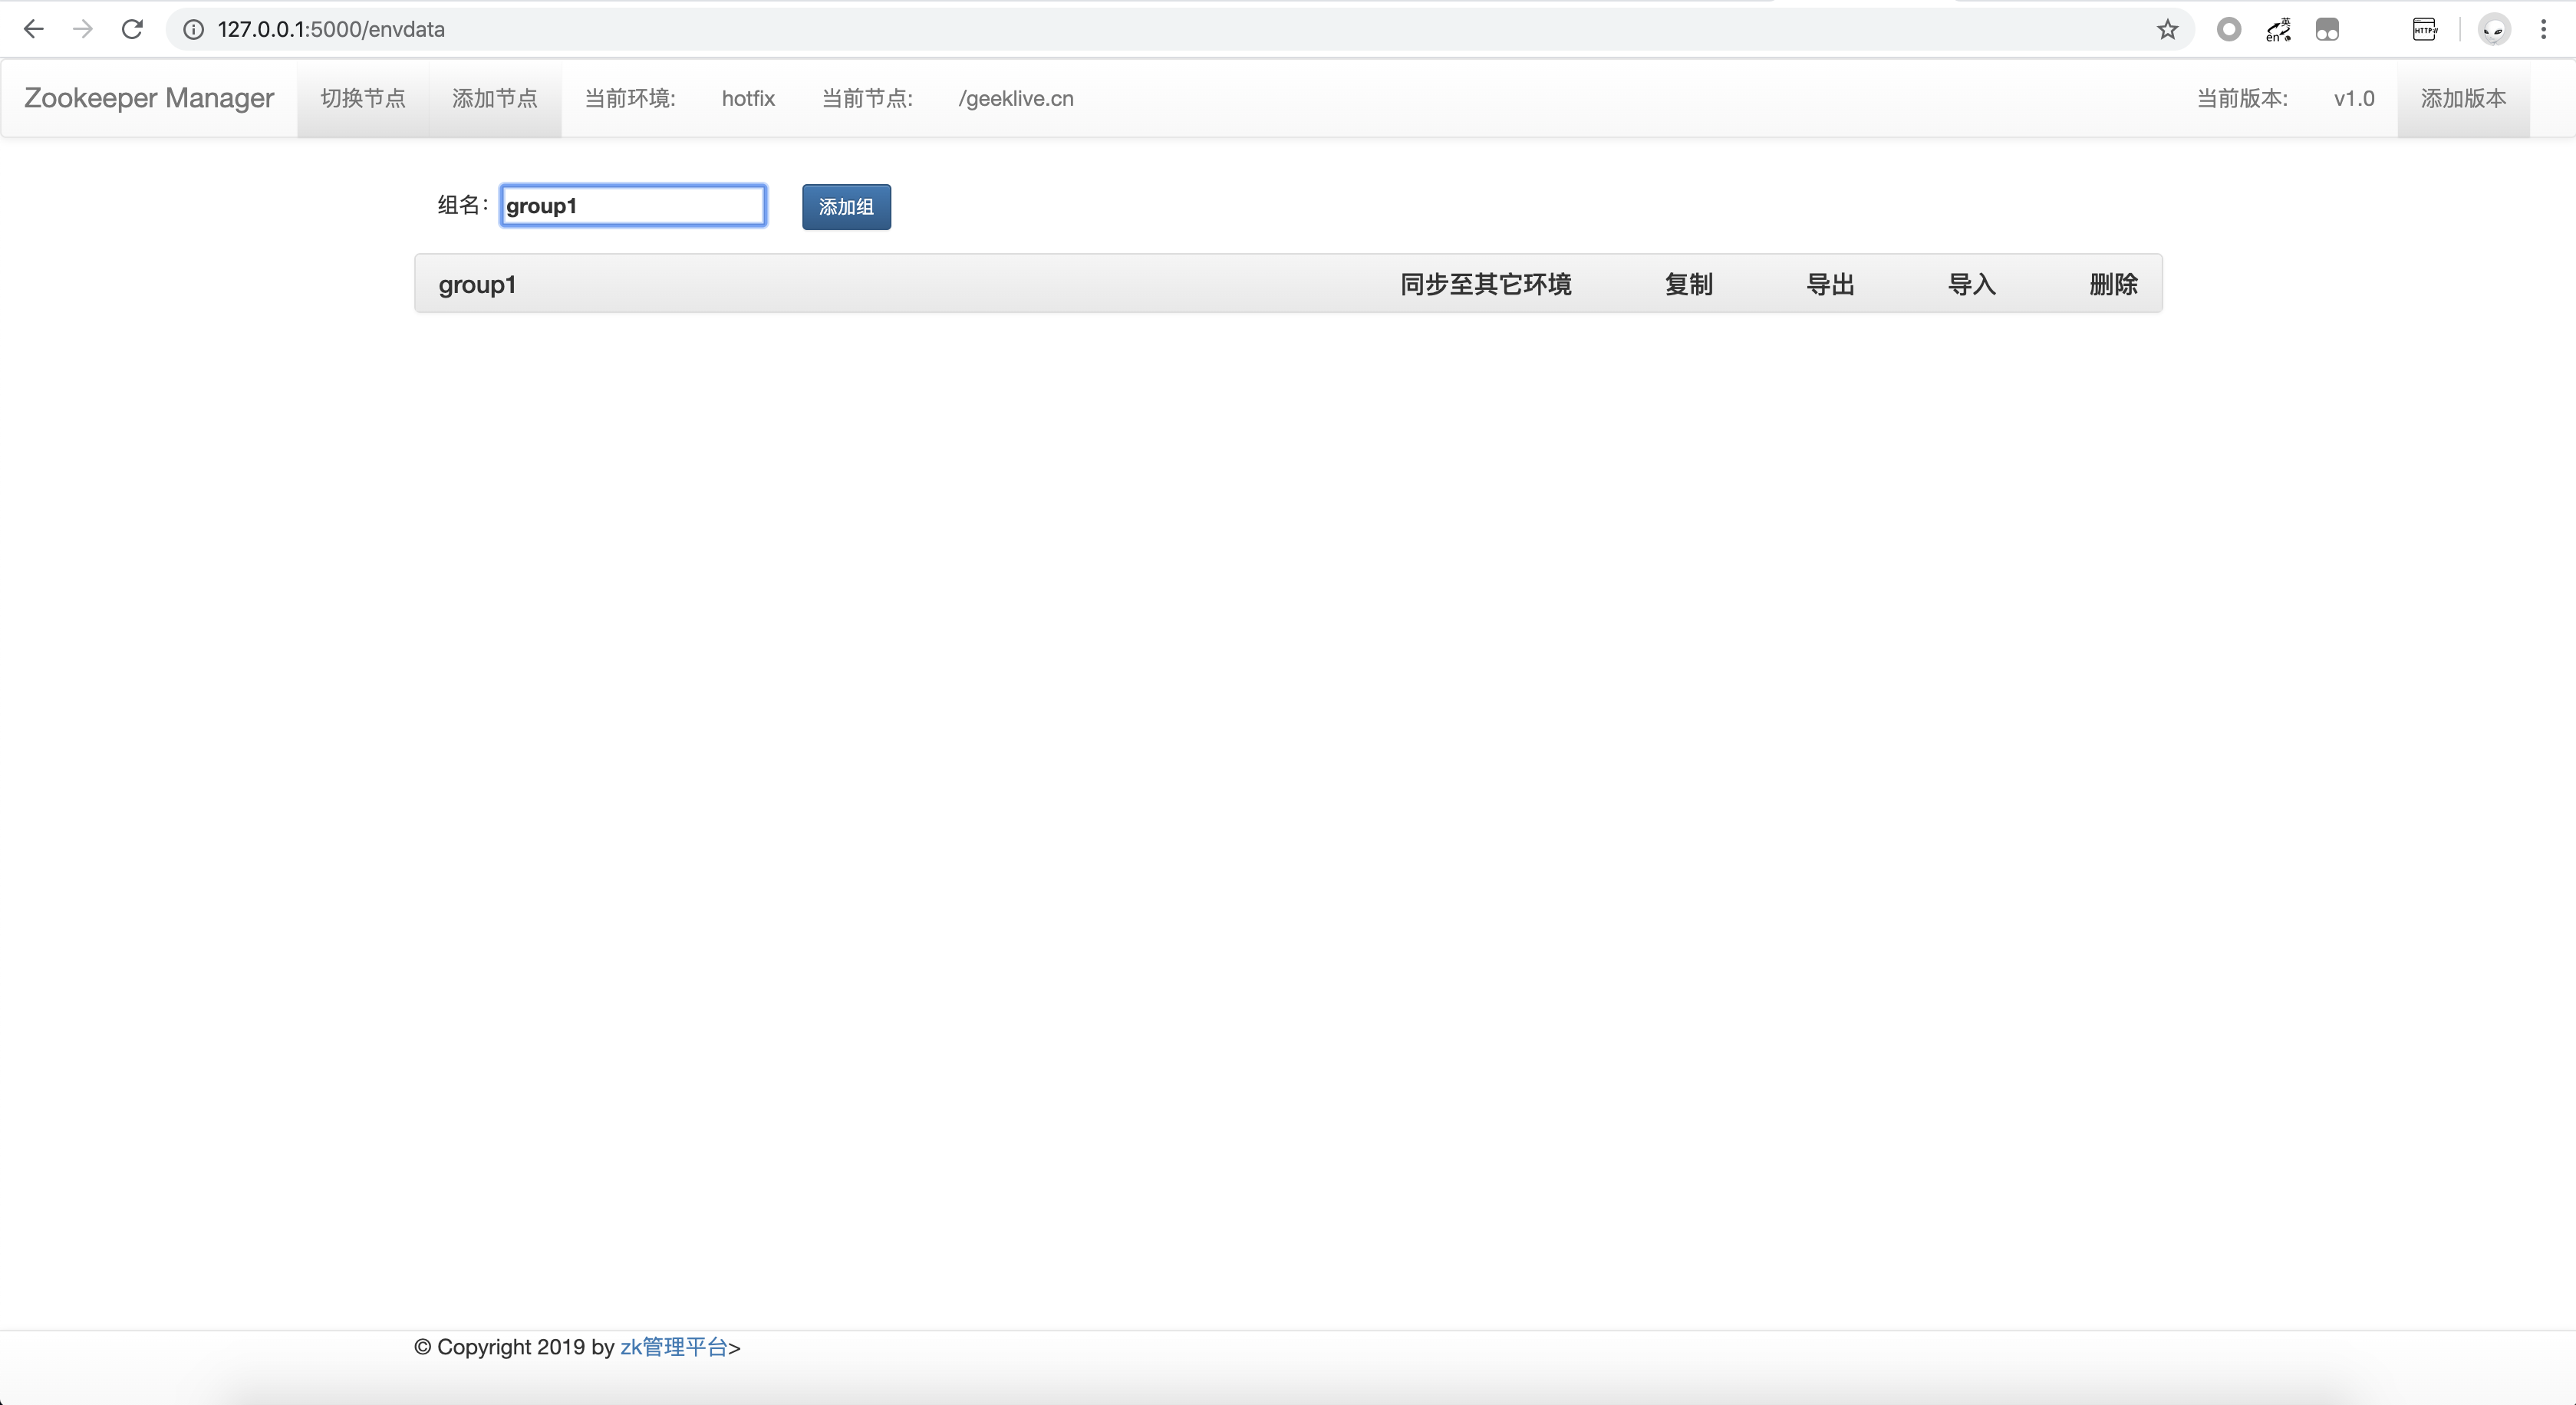 127.0.0.1:5000/envdata
英
en
HTTP://
Zookeeper Manager 切换节点 添加节点 当前环境: hotfix 当前节点: /geeklive.cn 当前版本: v1.0 添加版本
组名: group1 添加组
group1 同步至其它环境 复制 导出 导入 删除
© Copyright 2019 by zk管理平台>